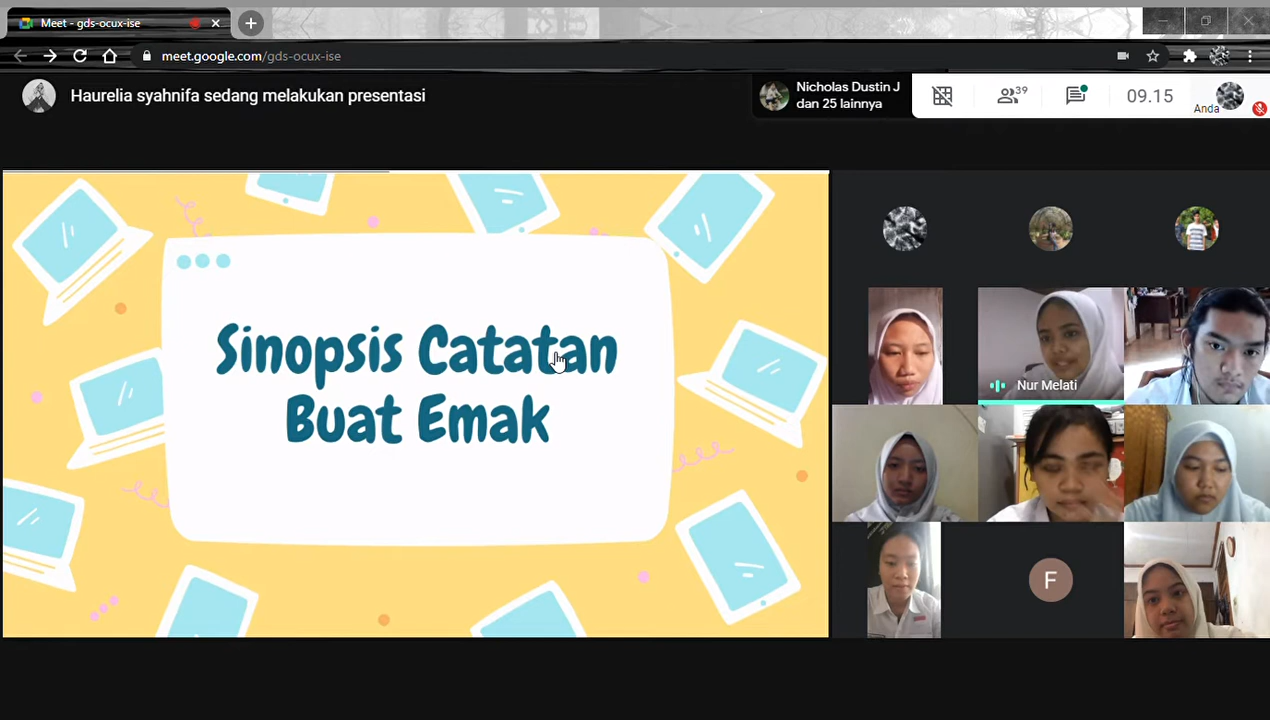 Meet - gds-ocux-ise
meet.google.com/gds-ocux-ise
Haurelia syahnifa sedang melakukan presentasi
Nicholas Dustin J
dan 25 lainnya
39
09.15
Anda
Sinopsis Catatan
Buat Emak
Nur Melati
F